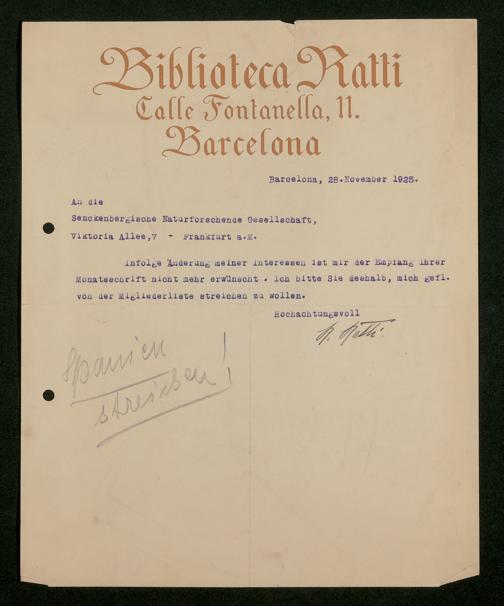 Biblioteca Ratti
Calle Fontanella, 11.
Barcelona
Barcelona, 28.November 1925.
An die
Senckenbergische Naturforschende Gesellschaft,
Viktoria Allee,7 - Frankfurt a.M.
Infolge Änderung meiner Interessen ist mir der Empfang Ihrer
Monatsschrift nicht mehr erwünscht . Ich bitte Sie deshalb, mich gefl.
von der Migliederliste streichen zu wollen.
Hochachtungsvoll
R. Ratti.
Spanien
streichen!